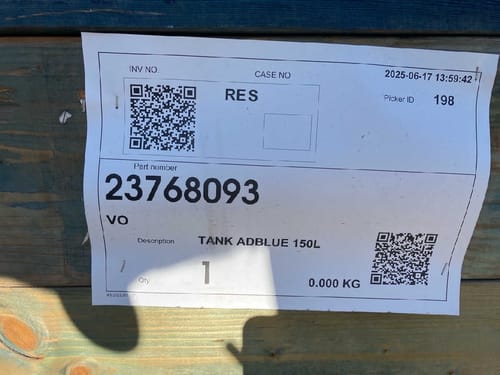 INV NO.
CASE NO
2025-06-17 13:59:42
RES
Picker ID 198
Part number
23768093
VO
Description TANK ADBLUE 150L
Qty 1
0.000 KG